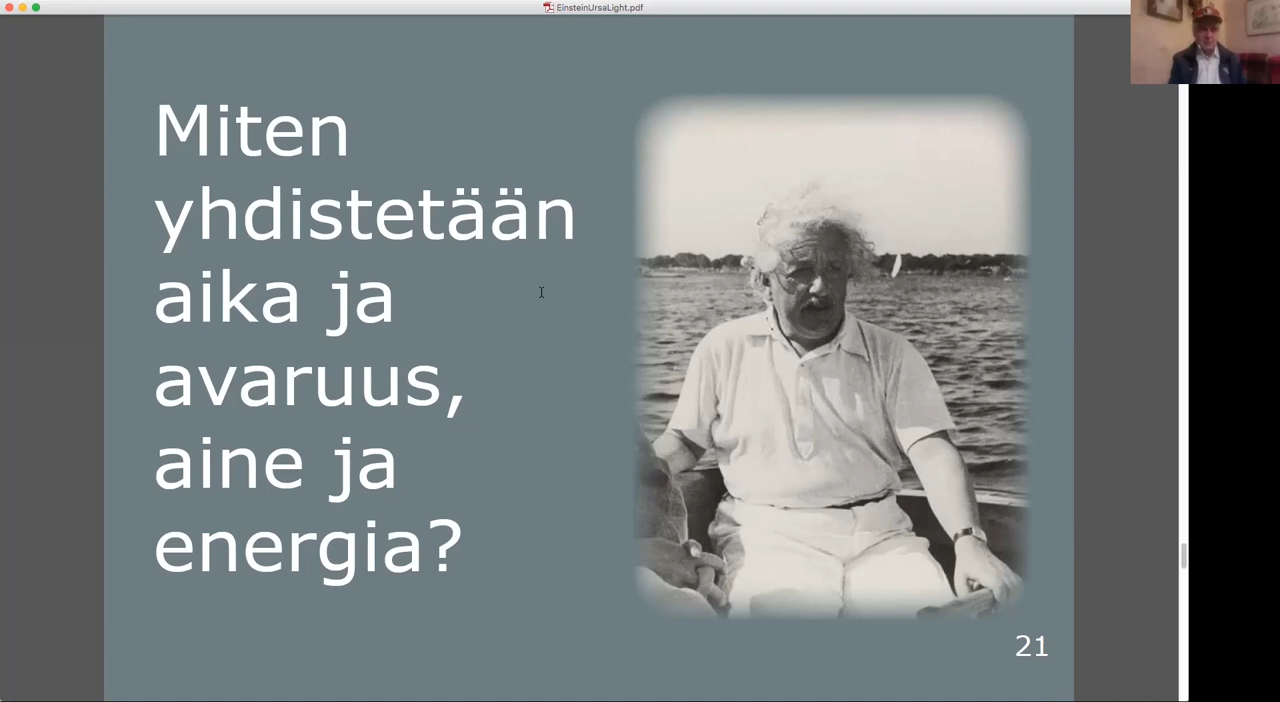 EinsteinUrsaLight.pdf
Miten
yhdistetään
aika ja
avaruus,
aine ja
energia?
21